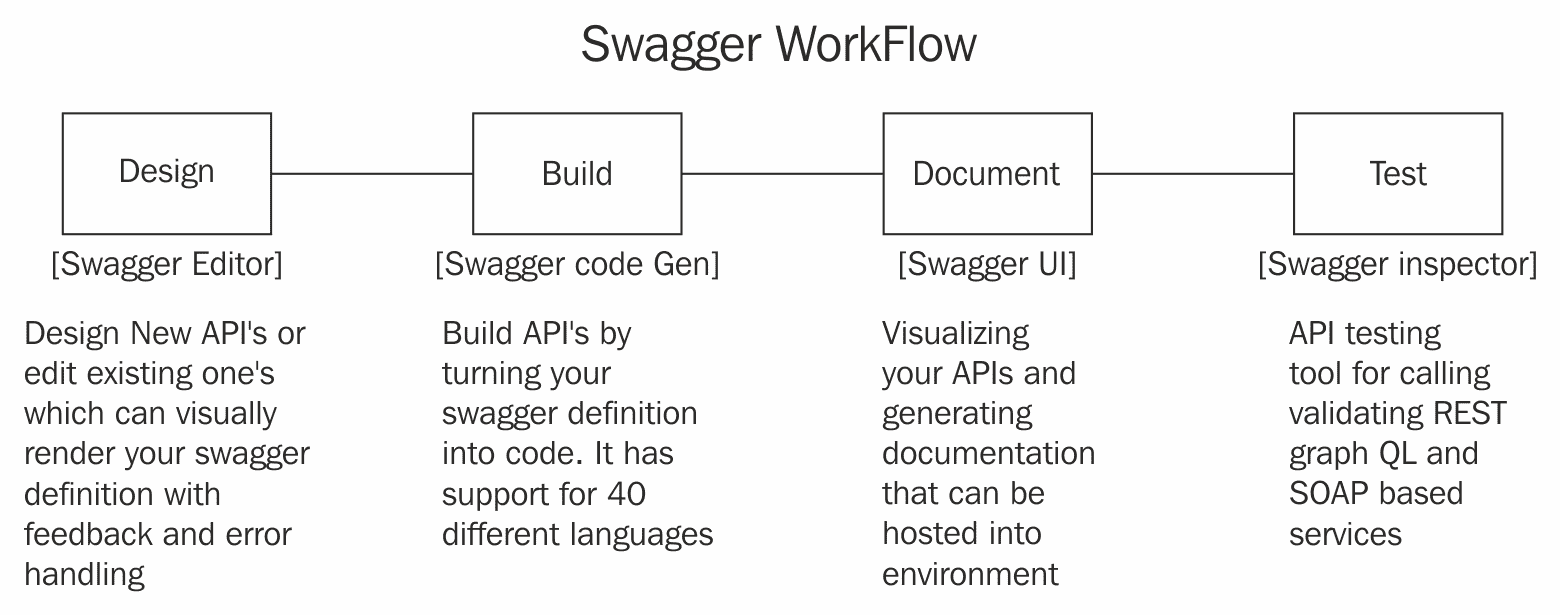 Swagger WorkFlow
Design
Build
Document
Test
[Swagger Editor]
[Swagger code Gen]
[Swagger UI]
[Swagger inspector]
Design New API's or
edit existing one's
which can visually
render your swagger
definition with
feedback and error
handling
Build API's by
turning your
swagger definition
into code. It has
support for 40
different languages
Visualizing
your APIs and
generating
documentation
that can be
hosted into
environment
API testing
tool for calling
validating REST
graph QL and
SOAP based
services